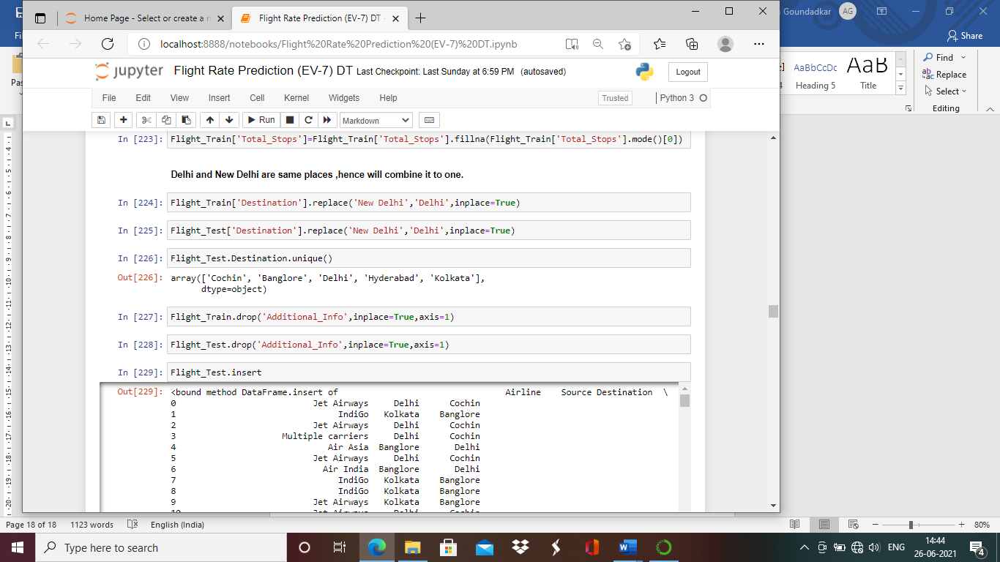 Home Page - Select or create a n
Flight Rate Prediction (EV-7) DT -
Goundadkar
AG
localhost:8888/notebooks/Flight%20Rate%20Prediction%20(EV-7)%20DT.ipynb
Share
jupyter Flight Rate Prediction (EV-7) DT Last Checkpoint: Last Sunday at 6:59 PM (autosaved)
Logout
File Edit View Insert Cell Kernel Widgets Help
Trusted Python 3
Run Markdown
AaBbCcDc AaB
Heading 5 Title
Find
Replace
Select
Editing
In [223]: Flight_Train['Total_Stops']=Flight_Train['Total_Stops'].fillna(Flight_Train['Total_Stops'].mode()[0])
Delhi and New Delhi are same places ,hence will combine it to one.
In [224]: Flight_Train['Destination'].replace('New Delhi','Delhi',inplace=True)
In [225]: Flight_Test['Destination'].replace('New Delhi','Delhi',inplace=True)
In [226]: Flight_Test.Destination.unique()
Out[226]: array(['Cochin', 'Banglore', 'Delhi', 'Hyderabad', 'Kolkata'],
dtype=object)
In [227]: Flight_Train.drop('Additional_Info',inplace=True,axis=1)
In [228]: Flight_Test.drop('Additional_Info',inplace=True,axis=1)
In [229]: Flight_Test.insert
Out[229]: <bound method DataFrame.insert of Airline Source Destination \
0 Jet Airways Delhi Cochin
1 IndiGo Kolkata Banglore
2 Jet Airways Delhi Cochin
3 Multiple carriers Delhi Cochin
4 Air Asia Banglore Delhi
5 Jet Airways Delhi Cochin
6 Air India Banglore Delhi
7 IndiGo Kolkata Banglore
8 IndiGo Kolkata Banglore
9 Jet Airways Kolkata Banglore
10 Jet Airways Delhi Cochin
Page 18 of 18 1123 words English (India) 80%
Type here to search
ENG
14:44
26-06-2021
4